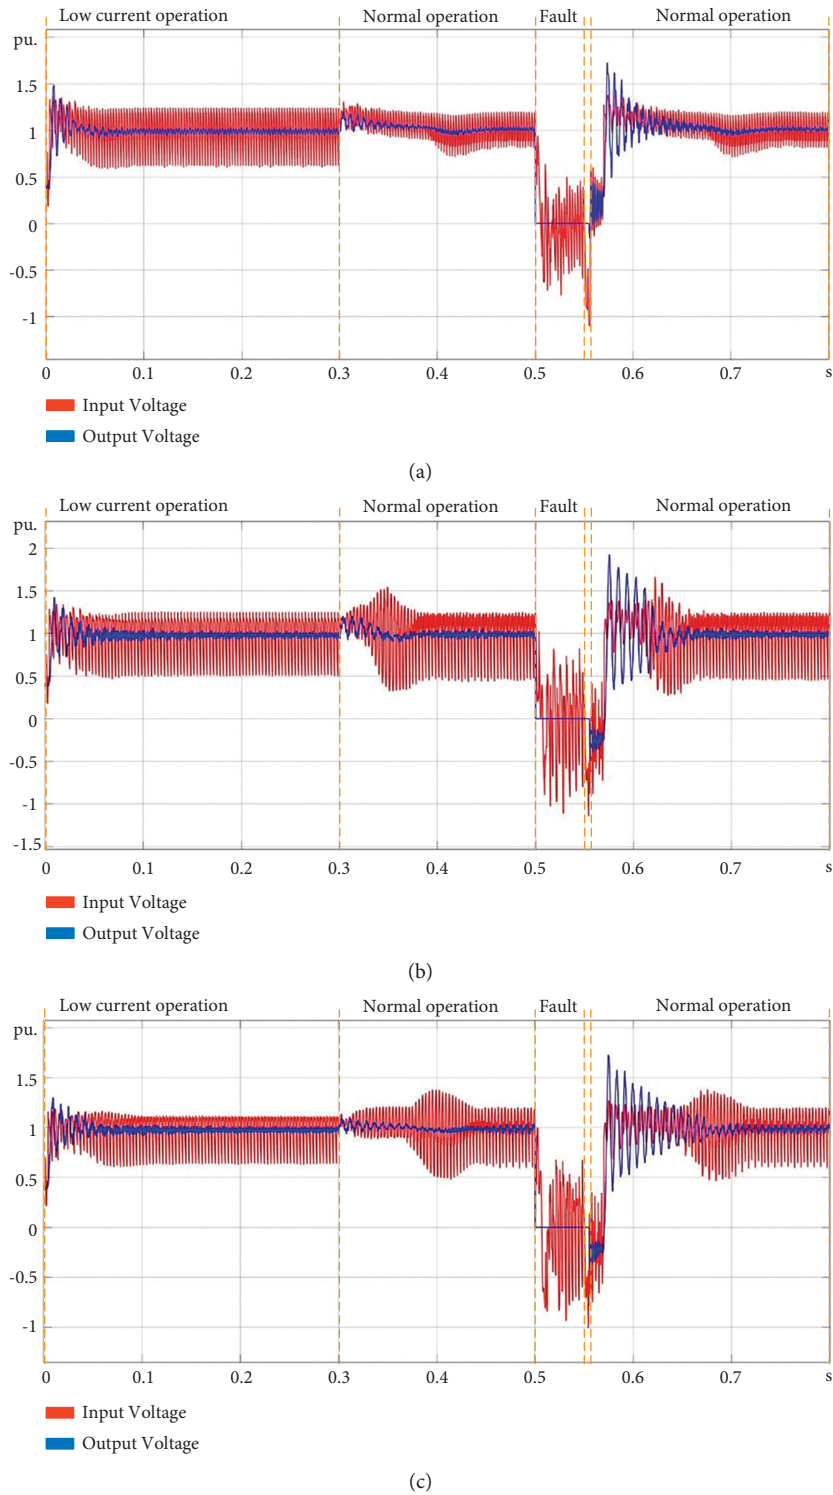 Low current operation Normal operation Fault Normal operation
pu.
1.5
1
0.5
0
-0.5
-1
0 0.1 0.2 0.3 0.4 0.5 0.6 0.7 s
Input Voltage
Output Voltage
(a)
Low current operation Normal operation Fault Normal operation
pu.
2
1.5
1
0.5
0
-0.5
-1
-1.5
0 0.1 0.2 0.3 0.4 0.5 0.6 0.7 s
Input Voltage
Output Voltage
(b)
Low current operation Normal operation Fault Normal operation
pu.
1.5
1
0.5
0
-0.5
-1
0 0.1 0.2 0.3 0.4 0.5 0.6 0.7 s
Input Voltage
Output Voltage
(c)